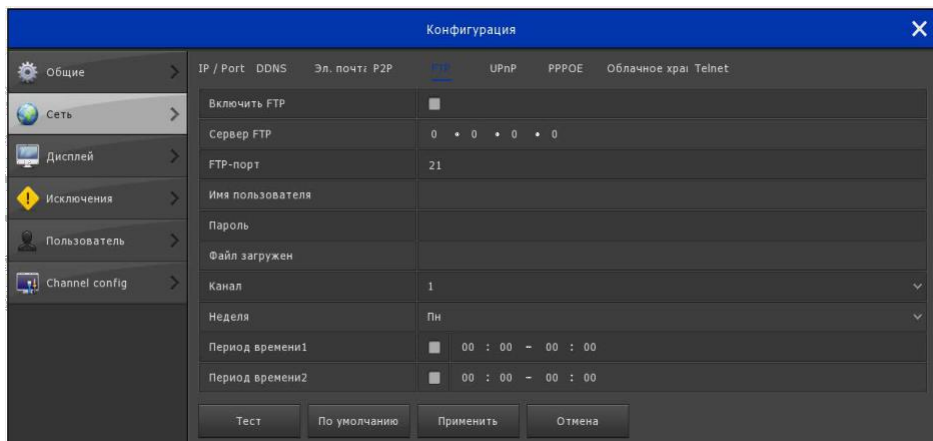 Конфигурация
Общие
Сеть
Дисплей
Исключения
Пользователь
Channel config
IP / Port DDNS Эл. почта P2P FTP UPnP PPPOE Облачное хра Telnet
Включить FTP
Сервер FTP 0 • 0 • 0 • 0
FTP-порт 21
Имя пользователя
Пароль
Файл загружен
Канал 1
Неделя Пн
Период времени1 00 : 00 - 00 : 00
Период времени2 00 : 00 - 00 : 00
Тест По умолчанию Применить Отмена